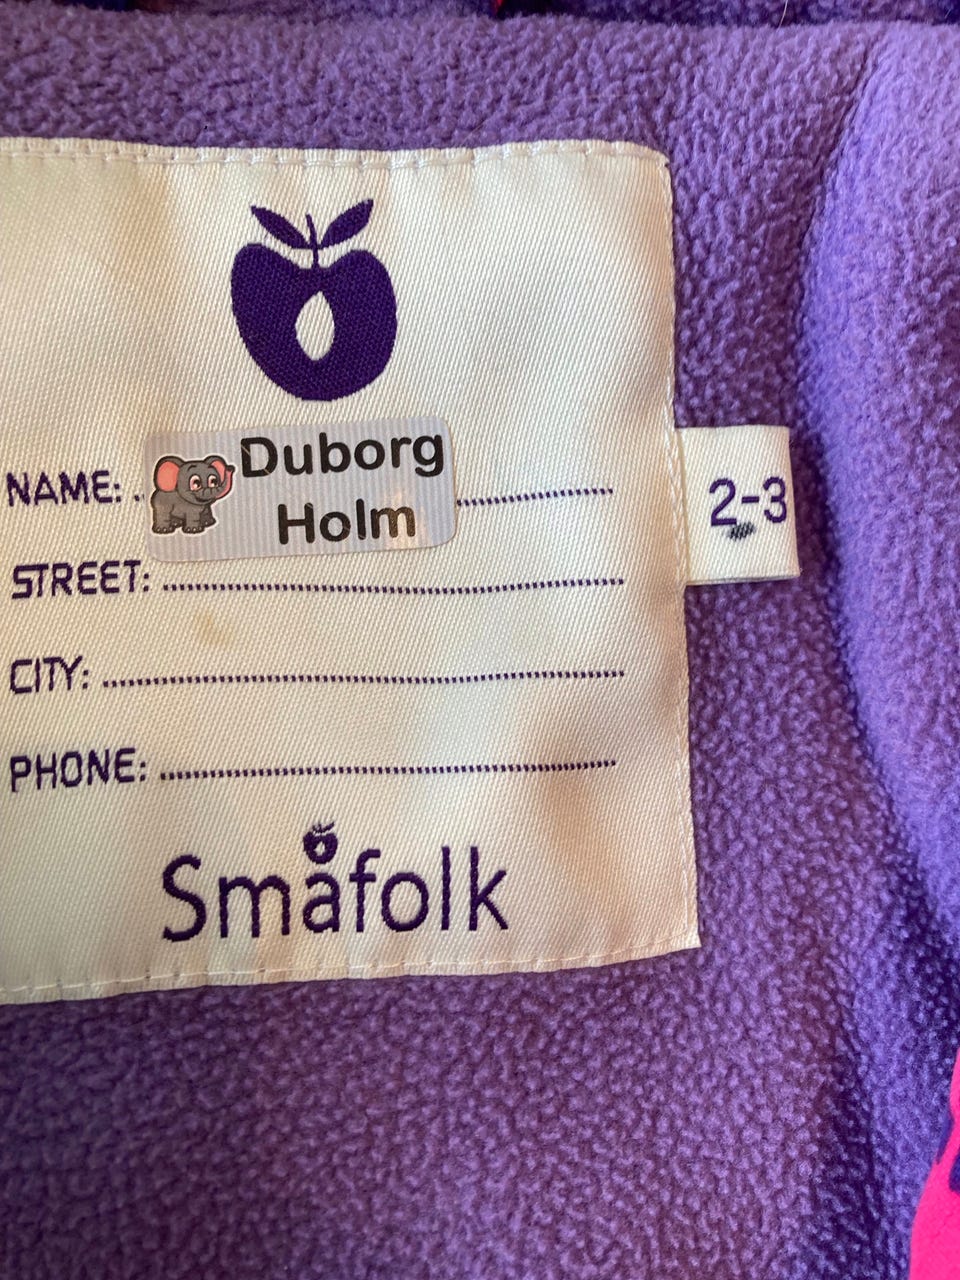 Duborg
Holm
NAME:
STREET:
CITY:
PHONE:
Småfolk
2-3